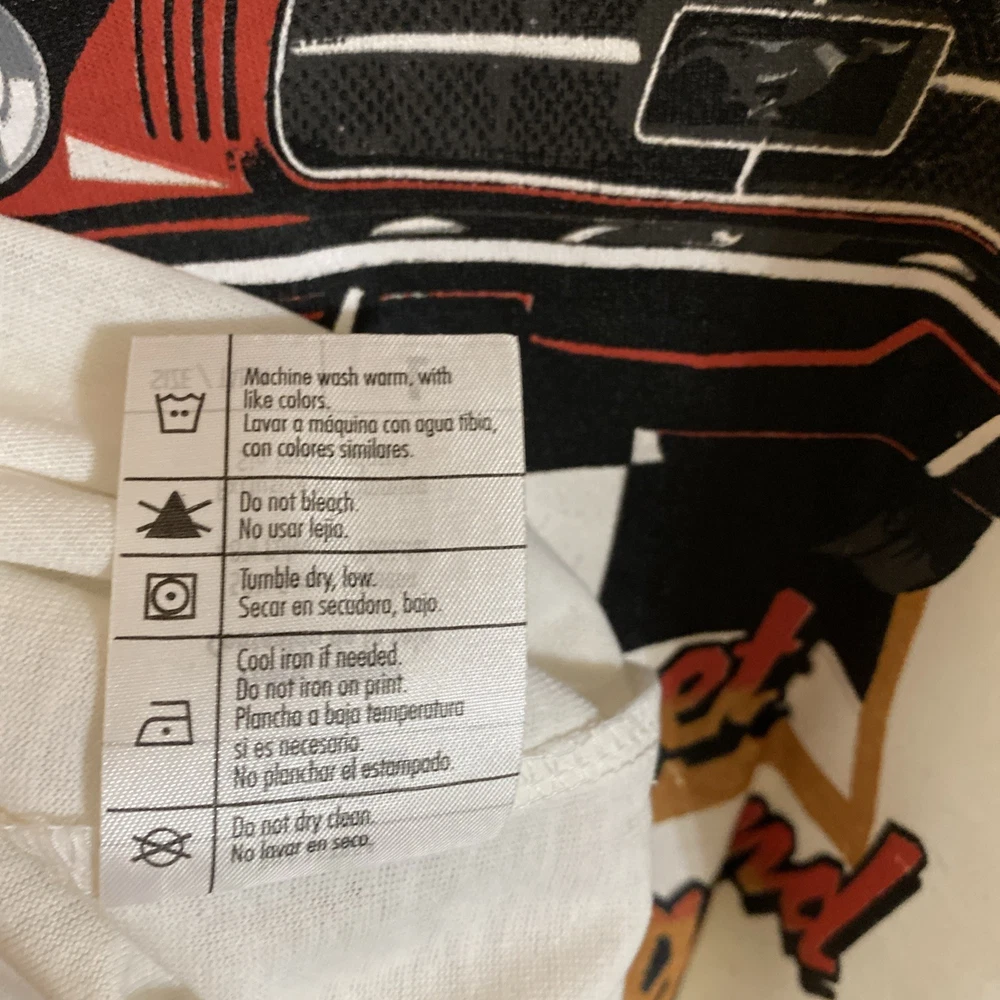 Machine wash warm, with
like colors.
Lavar a máquina con agua tibia,
con colores similares.
Do not bleach.
No usar lejía.
Tumble dry, low.
Secar en secadora, bajo.
Cool iron if needed.
Do not iron on print.
Plancha a baja temperatura
si es necesario.
No planchar el estampado.
Do not dry clean.
No lavar en seco.